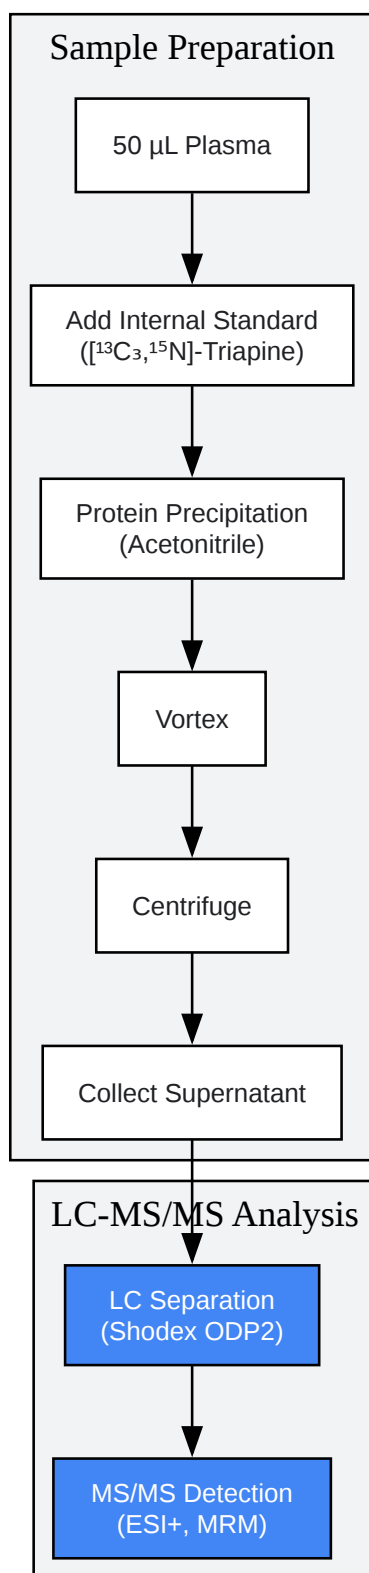 Sample Preparation
50 µL Plasma
Add Internal Standard
([¹³C₃,¹⁵N]-Triapine)
Protein Precipitation
(Acetonitrile)
Vortex
Centrifuge
Collect Supernatant
LC-MS/MS Analysis
LC Separation
(Shodex ODP2)
MS/MS Detection
(ESI+, MRM)